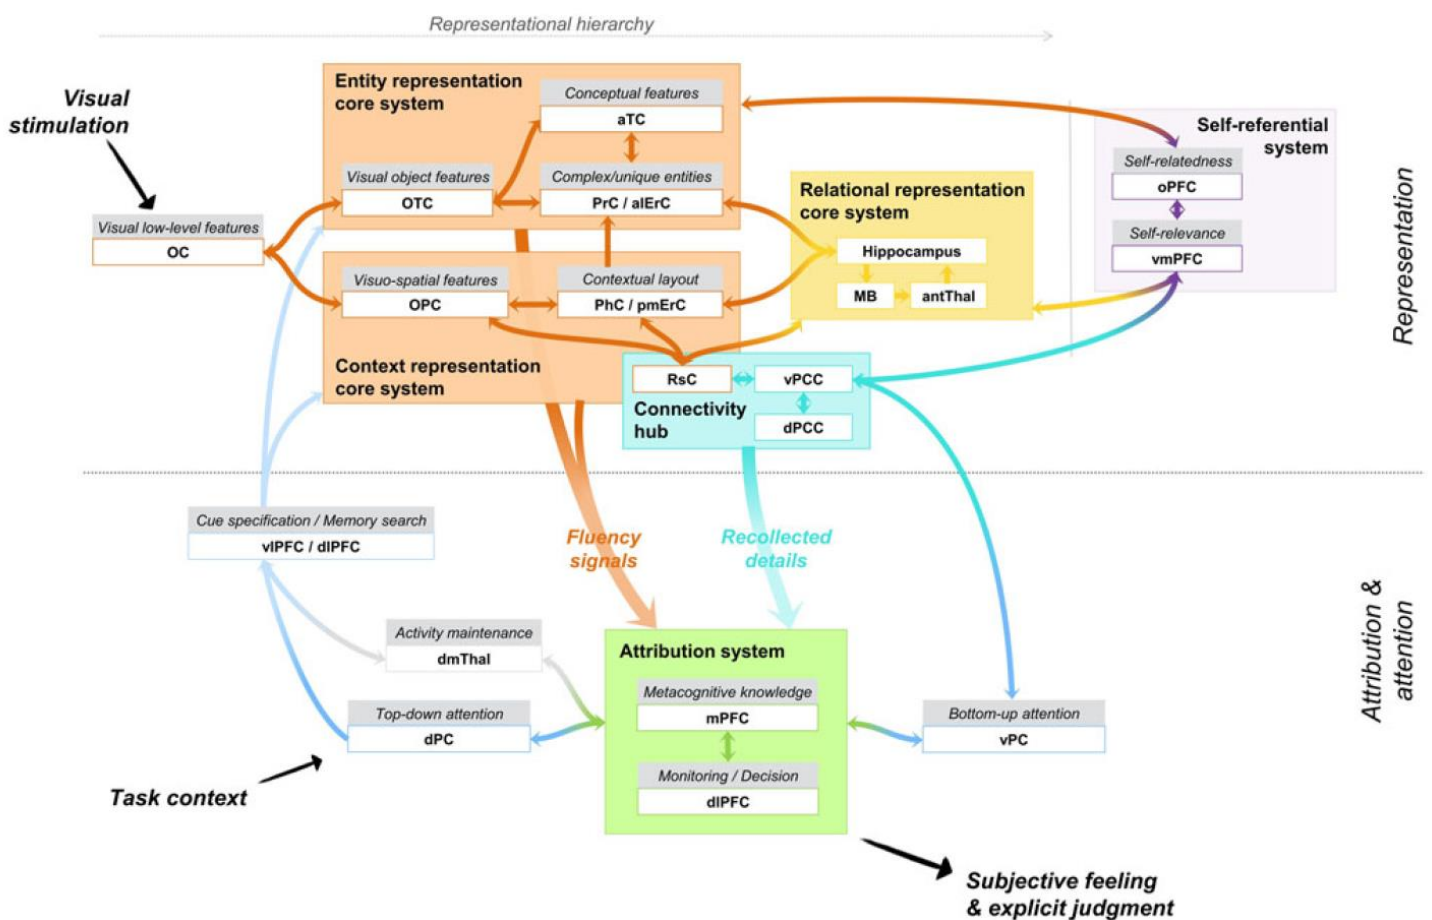 Representational hierarchy
Visual
stimulation
Entity representation
core system
Conceptual features
aTC
Visual object features
OTC
Complex/unique entities
PrC / alErC
Visual low-level features
OC
Visuo-spatial features
OPC
Contextual layout
PhC / pmErC
Context representation
core system
Relational representation
core system
Hippocampus
MB
antThal
Self-referential
system
Self-relatedness
oPFC
Self-relevance
vmPFC
Representation
RsC
vPCC
dPCC
Connectivity
hub
Cue specification / Memory search
vlPFC / dlPFC
Fluency
signals
Recollected
details
Activity maintenance
dmThal
Top-down attention
dPC
Task context
Attribution system
Metacognitive knowledge
mPFC
Monitoring / Decision
dlPFC
Bottom-up attention
vPC
Attribution &
attention
Subjective feeling
& explicit judgment